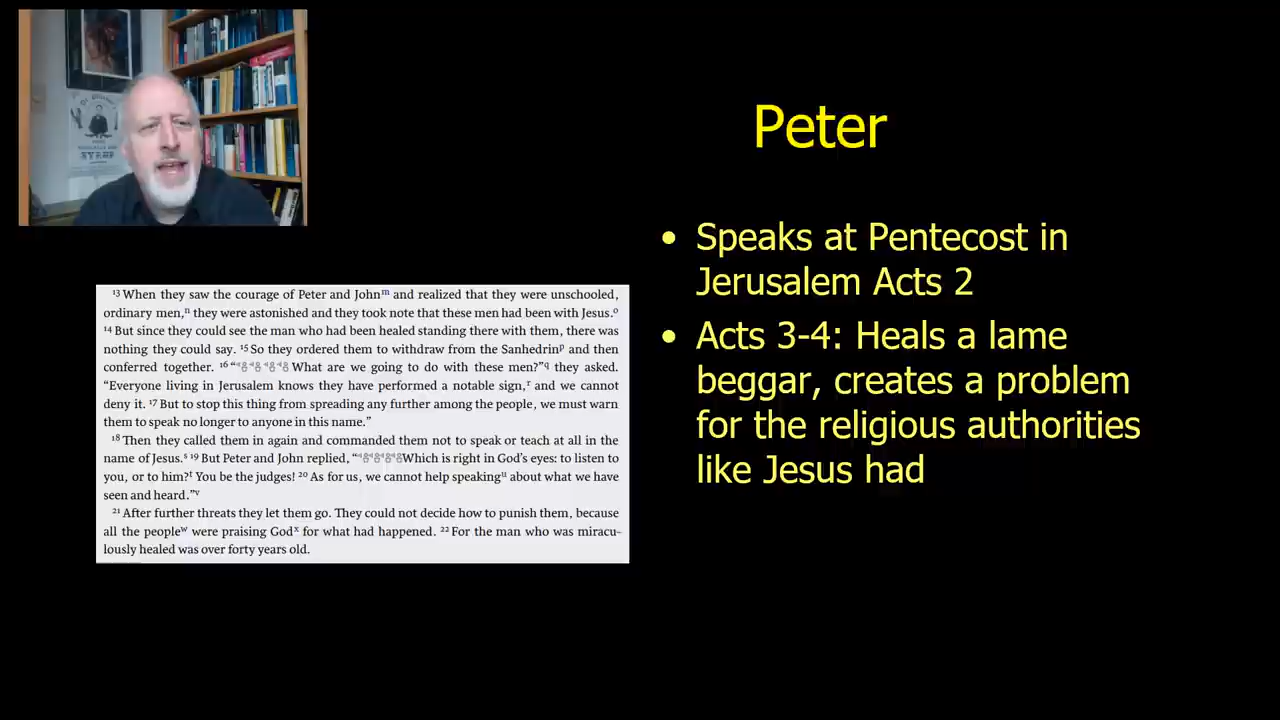 Peter
• Speaks at Pentecost in
Jerusalem Acts 2
• Acts 3-4: Heals a lame
beggar, creates a problem
for the religious authorities
like Jesus had
13 When they saw the courage of Peter and John m and realized that they were unschooled,
ordinary men, n they were astonished and they took note that these men had been with Jesus. o
14 But since they could see the man who had been healed standing there with them, there was
nothing they could say. 15 So they ordered them to withdraw from the Sanhedrin p and then
conferred together. 16 “What are we going to do with these men?” q they asked.
“Everyone living in Jerusalem knows they have performed a notable sign, r and we cannot
deny it. 17 But to stop this thing from spreading any further among the people, we must warn
them to speak no longer to anyone in this name.”
18 Then they called them in again and commanded them not to speak or teach at all in the
name of Jesus. s 19 But Peter and John replied, “Which is right in God’s eyes: to listen to
you, or to him? t You be the judges! 20 As for us, we cannot help speaking u about what we have
seen and heard.” v
21 After further threats they let them go. They could not decide how to punish them, because
all the people w were praising God x for what had happened. 22 For the man who was miracu-
lously healed was over forty years old.
SYRUP